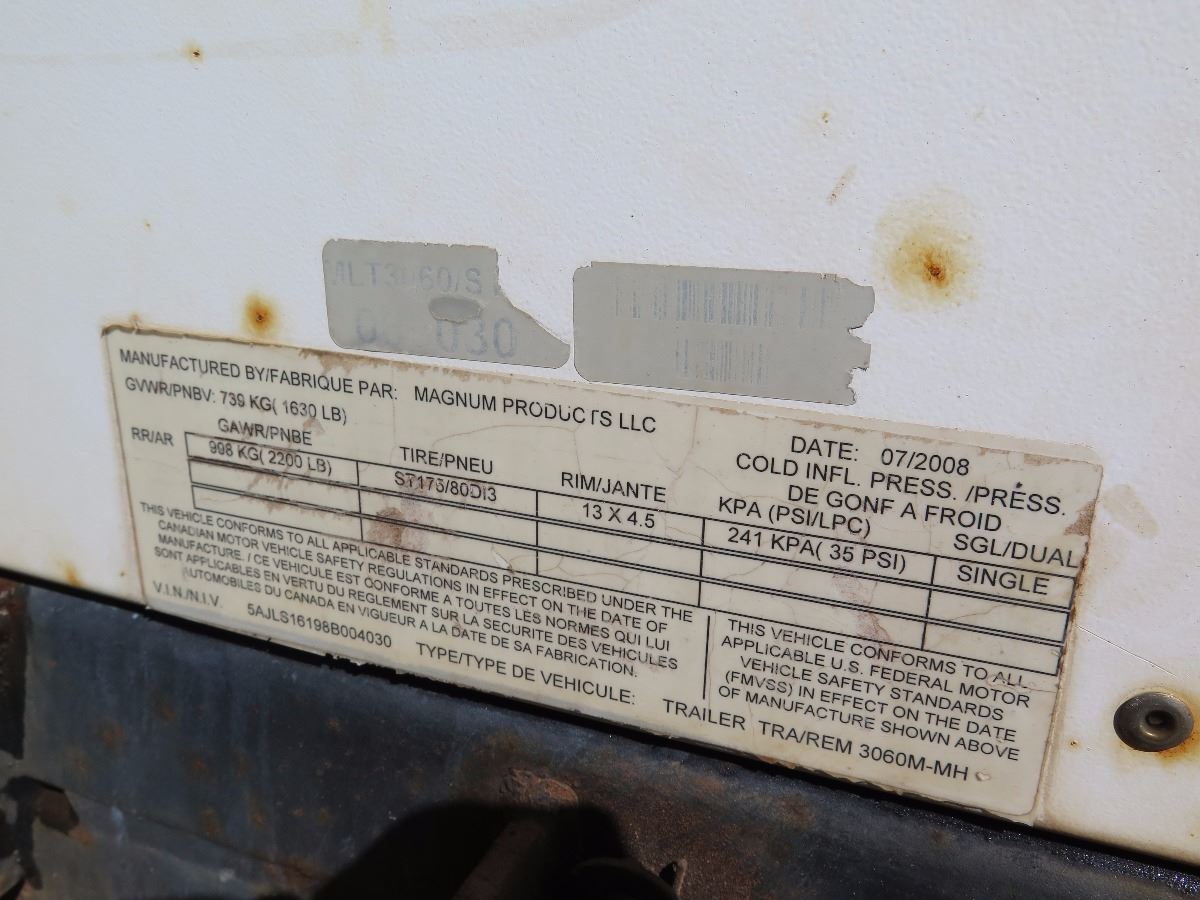 MLT3060/S
030
MANUFACTURED BY/FABRIQUE PAR: MAGNUM PRODUCTS LLC
DATE: 07/2008
GVWR/PNBV: 739 KG( 1630 LB)
COLD INFL. PRESS. /PRESS.
DE GONF A FROID
GAWR/PNBE TIRE/PNEU RIM/JANTE KPA (PSI/LPC) SGL/DUAL
RR/AR 998 KG( 2200 LB) ST175/80D13 13 X 4.5 241 KPA( 35 PSI) SINGLE
THIS VEHICLE CONFORMS TO ALL APPLICABLE STANDARDS PRESCRIBED UNDER THE
CANADIAN MOTOR VEHICLE SAFETY REGULATIONS IN EFFECT ON THE DATE OF
MANUFACTURE. / CE VEHICULE EST CONFORME A TOUTES LES NORMES QUI LUI
SONT APPLICABLES EN VERTU DU REGLEMENT SUR LA SECURITE DES VEHICULES
AUTOMOBILES DU CANADA EN VIGUEUR A LA DATE DE SA FABRICATION.
THIS VEHICLE CONFORMS TO ALL
APPLICABLE U.S. FEDERAL MOTOR
VEHICLE SAFETY STANDARDS
(FMVSS) IN EFFECT ON THE DATE
OF MANUFACTURE SHOWN ABOVE
V.I.N./N.I.V. 5AJLS16198B004030 TYPE/TYPE DE VEHICULE: TRAILER TRA/REM 3060M-MH